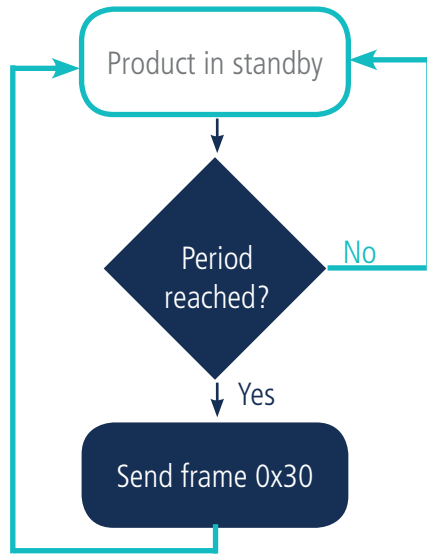 Product in standby
Period
reached?
No
Yes
Send frame 0x30